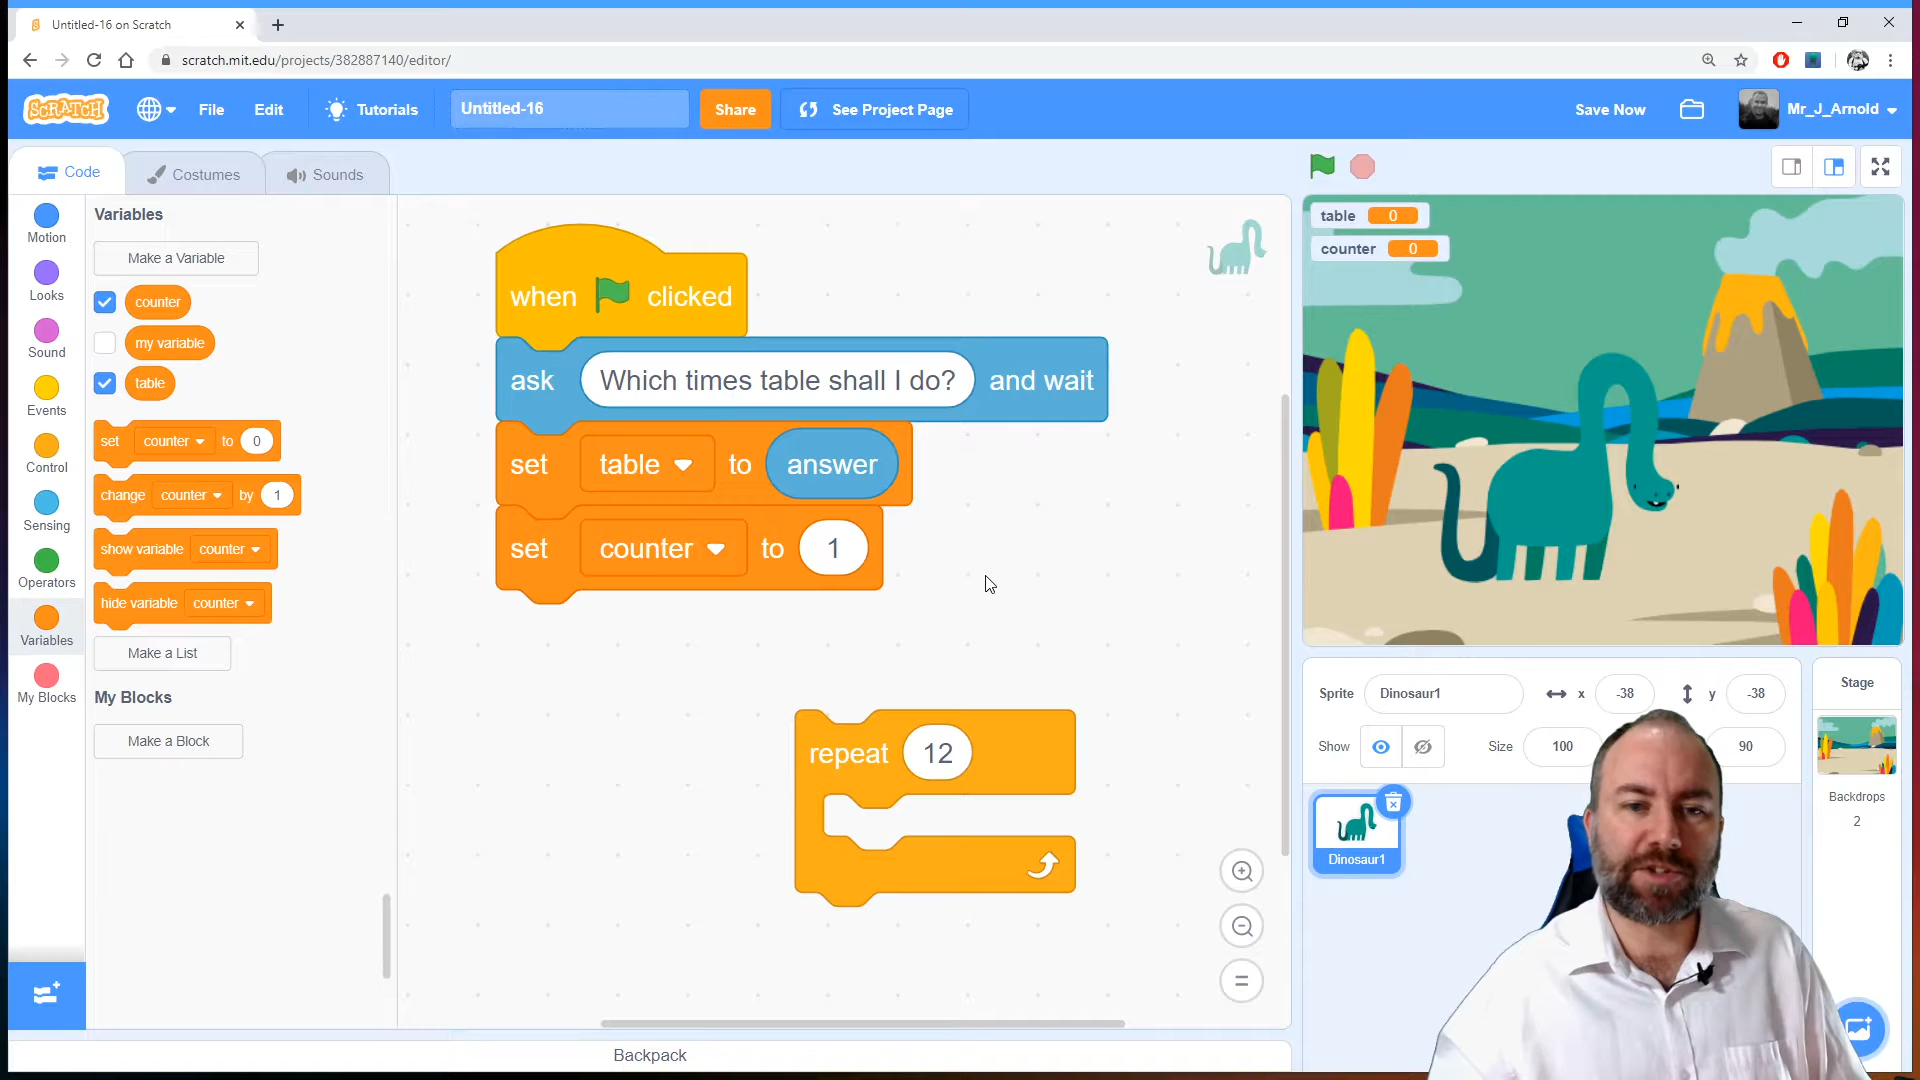 Untitled-16 on Scratch
scratch.mit.edu/projects/382887140/editor/
SCRATCH
File
Edit
Tutorials
Untitled-16
Share
See Project Page
Save Now
Mr_J_Arnold
Code
Costumes
Sounds
Motion
Looks
Sound
Events
Control
Sensing
Operators
Variables
My Blocks
Variables
Make a Variable
counter
my variable
table
set counter to 0
change counter by 1
show variable counter
hide variable counter
Make a List
My Blocks
Make a Block
when clicked
ask Which times table shall I do? and wait
set table to answer
set counter to 1
repeat 12
Backpack
table 0
counter 0
Sprite Dinosaur1 x -38 y -38
Show Size 100 90
Dinosaur1
Stage
Backdrops
2